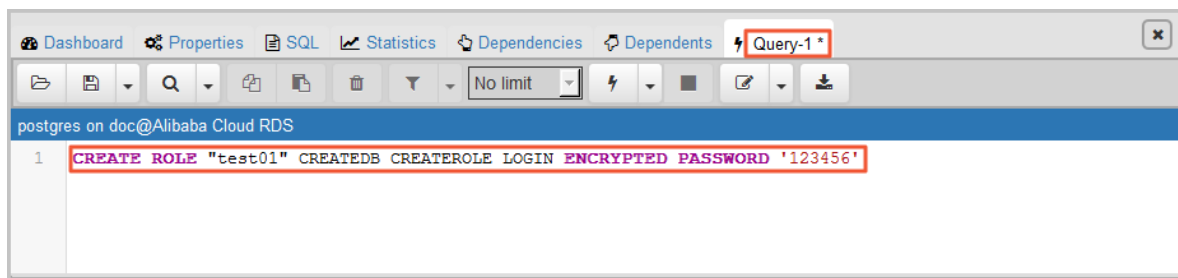 Dashboard Properties SQL Statistics Dependencies Dependents Query-1 *
No limit
postgres on doc@Alibaba Cloud RDS
1 CREATE ROLE "test01" CREATEDB CREATEROLE LOGIN ENCRYPTED PASSWORD '123456'